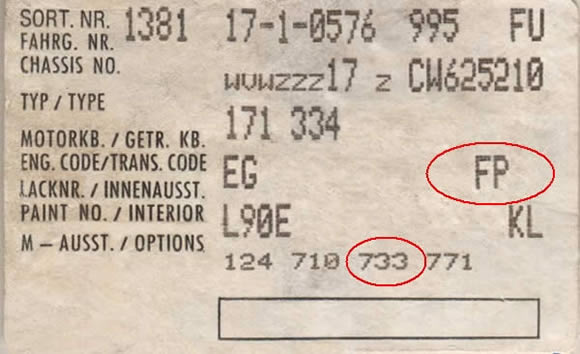 SORT. NR. 1381 17-1-0576 995 FU
FAHRG. NR.
CHASSIS NO. WVWZZZ17 Z CW625210
TYP / TYPE 171 334
MOTORKB. / GETR. KB.
ENG. CODE/TRANS. CODE EG FP
LACKNR. / INNENAUSST.
PAINT NO. / INTERIOR L90E KL
M – AUSST. / OPTIONS 124 710 733 771